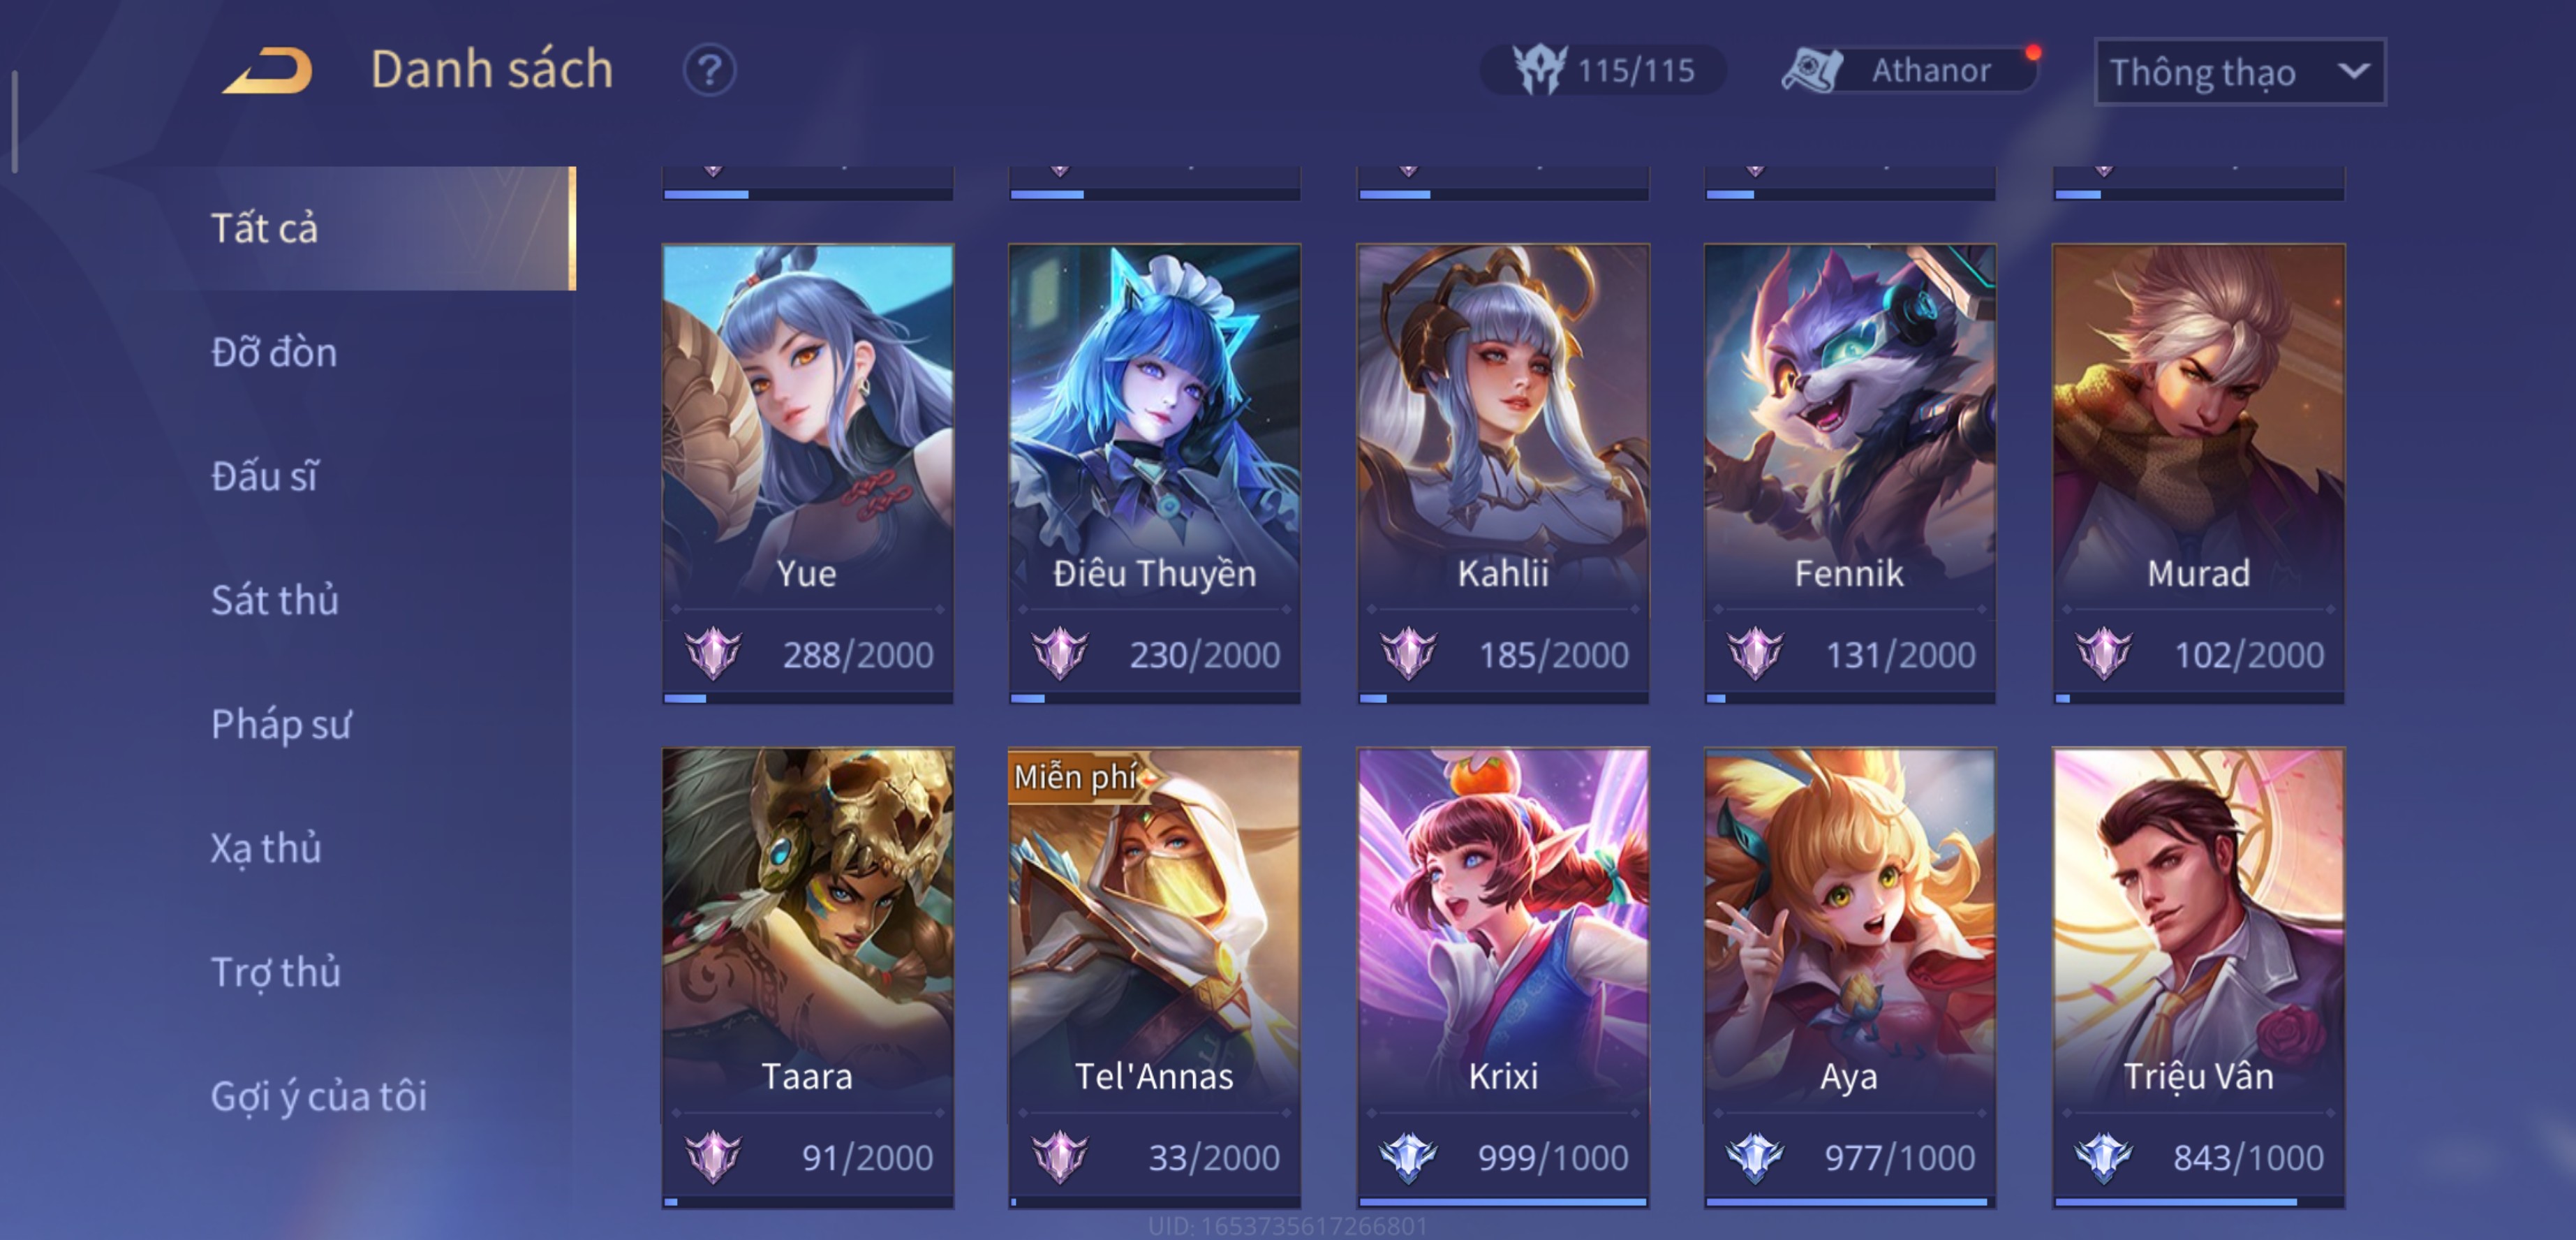 Danh sách
?
115/115
Athanor
Thông thạo
Tất cả
Đỡ đòn
Đấu sĩ
Sát thủ
Pháp sư
Xạ thủ
Trợ thủ
Gợi ý của tôi
Yue
Điêu Thuyền
Kahlii
Fennik
Murad
288/2000
230/2000
185/2000
131/2000
102/2000
Miễn phí
Taara
Tel'Annas
Krixi
Aya
Triệu Vân
91/2000
33/2000
999/1000
977/1000
843/1000
UID: 1653735617266801